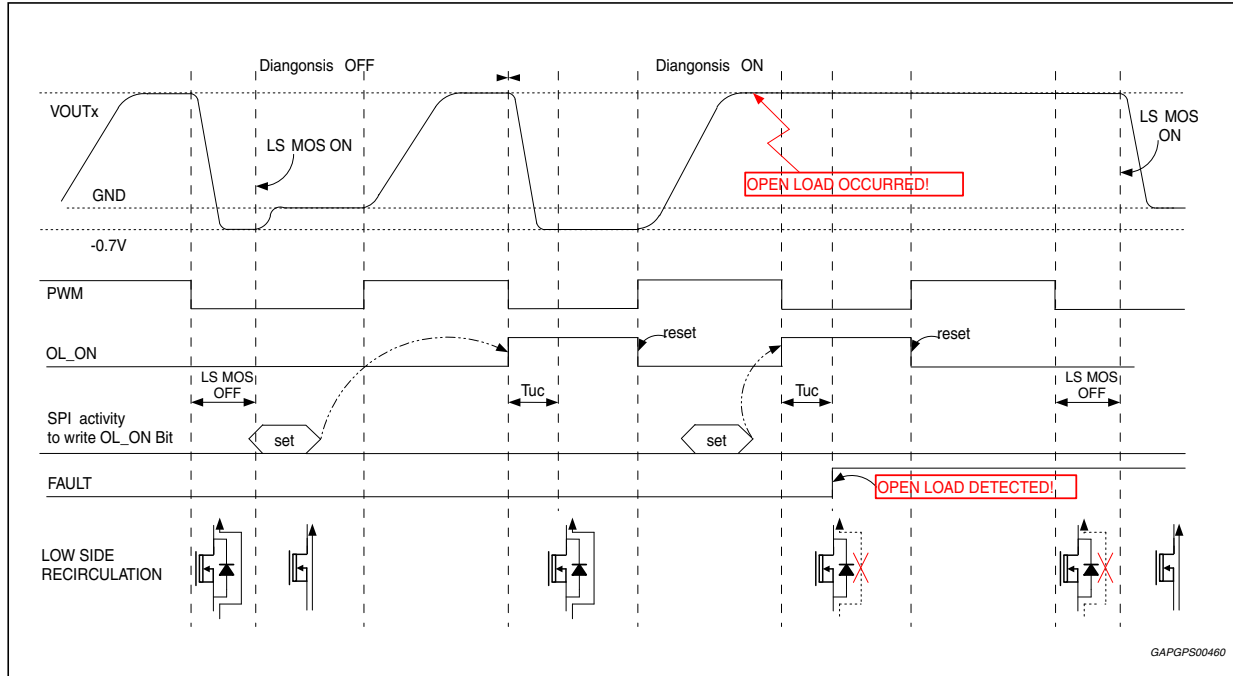 Diangonsis OFF
Diangonsis ON
VOUTx
LS MOS ON
LS MOS
ON
OPEN LOAD OCCURRED!
GND
-0.7V
PWM
reset
reset
OL_ON
LS MOS
OFF
Tuc
Tuc
LS MOS
OFF
SPI activity
to write OL_ON Bit
set
set
FAULT
OPEN LOAD DETECTED!
LOW SIDE
RECIRCULATION
GAPGPS00460